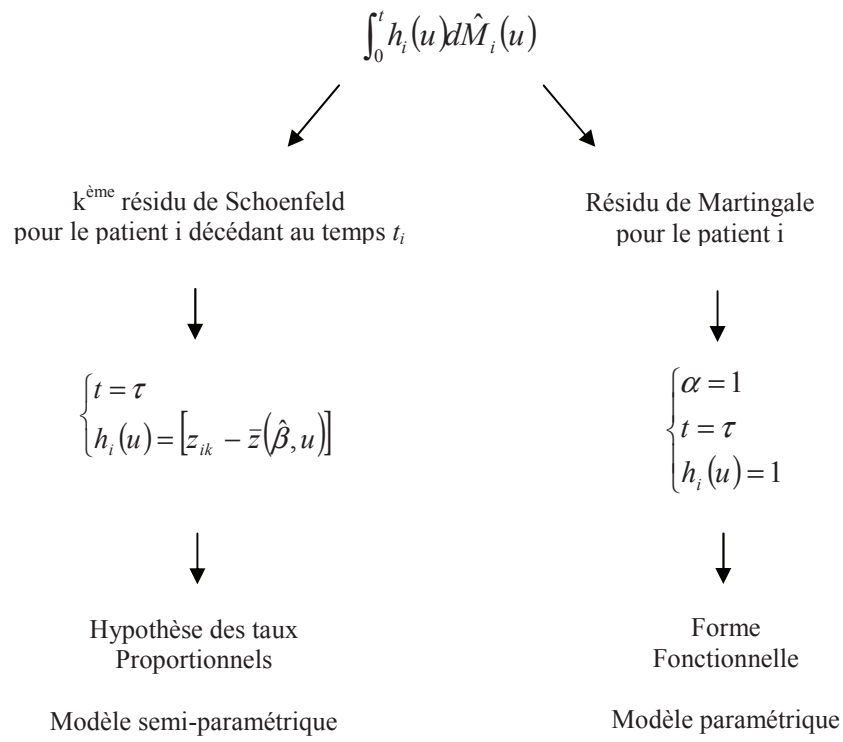 ∫₀ᵗ hᵢ(u)dM̂ᵢ(u)
kᵉᵐᵉ résidu de Schoenfeld
pour le patient i décédant au temps tᵢ
{t = τ
hᵢ(u) = [zᵢₖ − z̄(β̂, u)]
Hypothèse des taux
Proportionnels
Modèle semi-paramétrique
Résidu de Martingale
pour le patient i
{α = 1
t = τ
hᵢ(u) = 1
Forme
Fonctionnelle
Modèle paramétrique